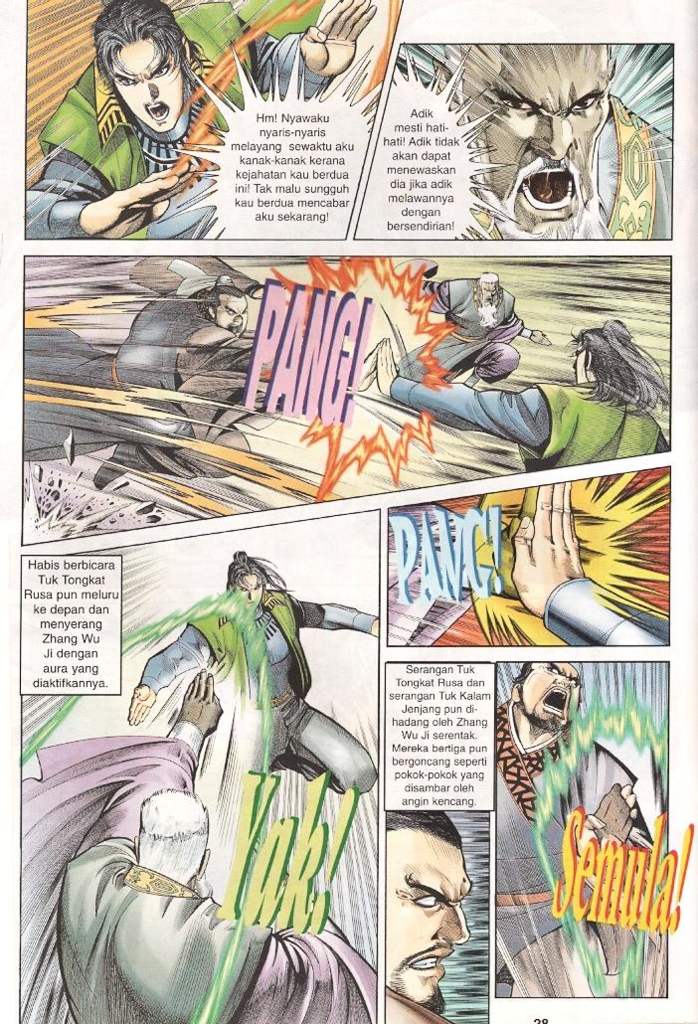 Hm! Nyawaku
nyaris-nyaris
melayang sewaktu aku
kanak-kanak kerana
kejahatan kau berdua
ini! Tak malu sungguh
kau berdua mencabar
aku sekarang!
Adik
mesti hati-
hati! Adik tidak
akan dapat
menewaskan
dia jika adik
melawannya
dengan
bersendirian!
PANG!
PANG!
Habis berbicara
Tuk Tongkat
Rusa pun meluru
ke depan dan
menyerang
Zhang Wu
Ji dengan
aura yang
diaktifkannya.
Yak!
Serangan Tuk
Tongkat Rusa dan
serangan Tuk Kalam
Jenjang pun di-
hadang oleh Zhang
Wu Ji serentak.
Mereka bertiga pun
bergoncang seperti
pokok-pokok yang
disambar oleh
angin kencang.
Semula!
28